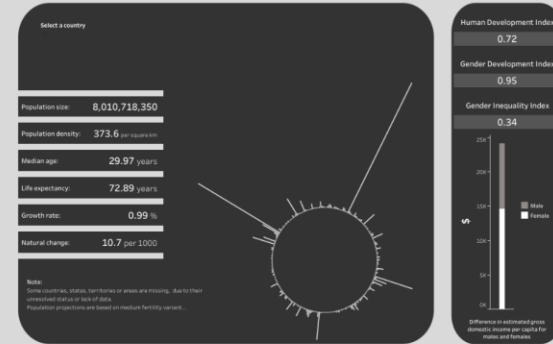 Select a country
Population size: 8,010,718,350
Population density: 373.6 per square km
Median age: 29.97 years
Life expectancy: 72.89 years
Growth rate: 0.99 %
Natural change: 10.7 per 1000
Note:
Some countries, status, territories or areas are missing, due to their
unresolved status or lack of data.
Population projections are based on medium fertility varient...
Human Development Index
0.72
Gender Development Index
0.95
Gender Inequality Index
0.34
25K
20K
15K
10K
5K
0K
$
Male
Female
Difference in estimated gross
domestic income per capita for
males and females